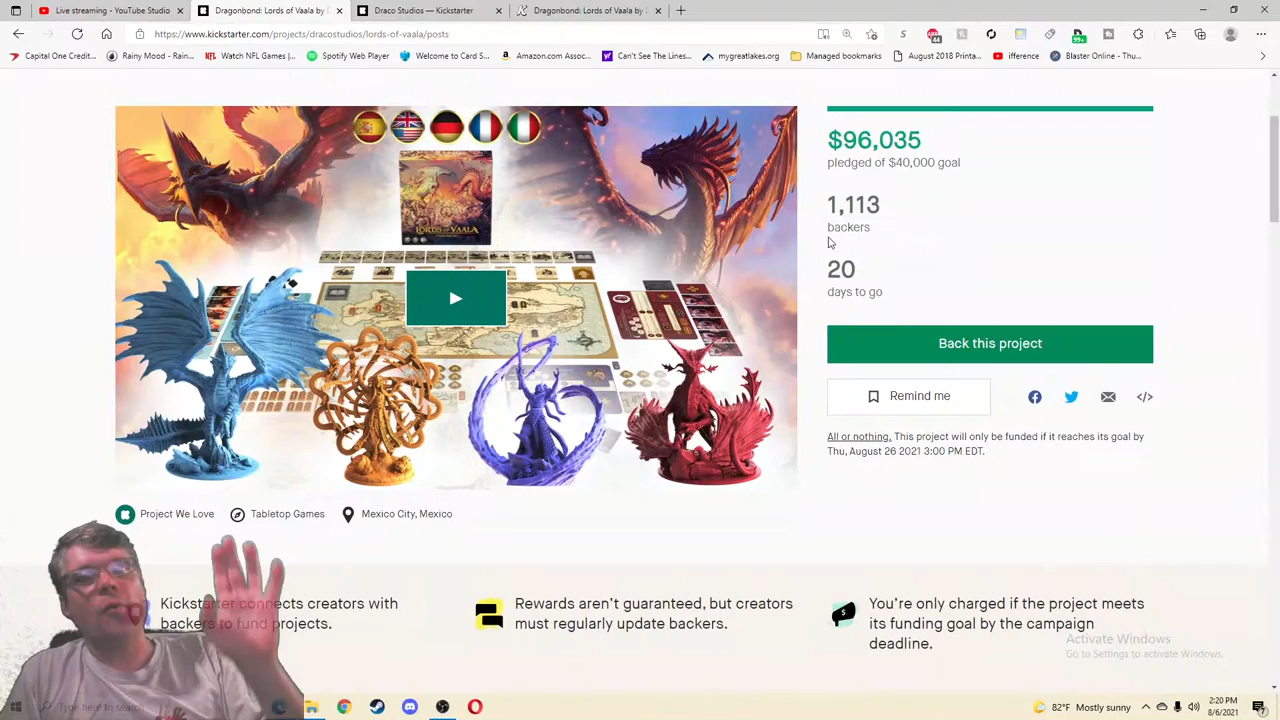 Live streaming - YouTube Studio
Dragonbond: Lords of Vaala by D
Draco Studios — Kickstarter
Dragonbond: Lords of Vaala by D
https://www.kickstarter.com/projects/dracostudios/lords-of-vaala/posts
99+
Capital One Credit...
Rainy Mood - Rain...
Watch NFL Games |...
Spotify Web Player
Welcome to Card S...
Amazon.com Assoc...
Can't See The Lines...
mygreatlakes.org
Managed bookmarks
August 2018 Printa...
ifference
Blaster Online - Thu...
LORDS OF VAALA
$96,035
pledged of $40,000 goal
1,113
backers
20
days to go
Back this project
Remind me
All or nothing. This project will only be funded if it reaches its goal by
Thu, August 26 2021 3:00 PM EDT.
Project We Love
Tabletop Games
Mexico City, Mexico
Kickstarter connects creators with
backers to fund projects.
Rewards aren't guaranteed, but creators
must regularly update backers.
You're only charged if the project meets
its funding goal by the campaign
deadline.
Activate Windows
Go to Settings to activate Windows.
Type here to search
82°F Mostly sunny
2:20 PM
8/6/2021